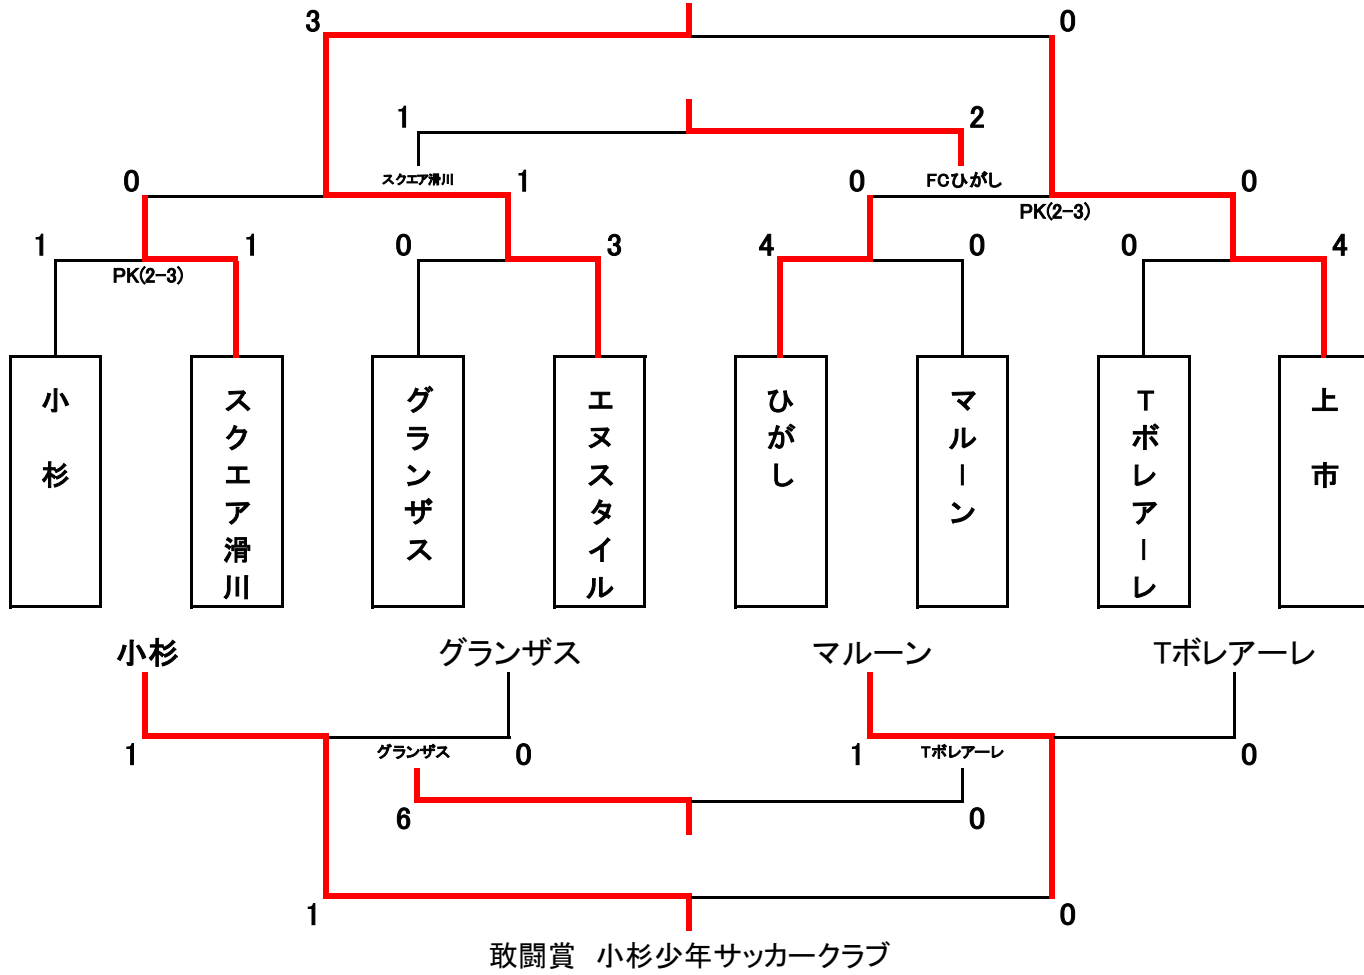 3 0
1 2
スクエア滑川 FCひがし
0 1 0 0
PK(2-3)
1 1 0 3 4 0 0 4
PK(2-3)
小杉
スクエア滑川
グランザス
エヌスタイル
ひがし
マルーン
Tボレアーレ
上市
小杉 グランザス マルーン Tボレアーレ
1 0 1 0
グランザス Tボレアーレ
6 0
1 0
敢闘賞 小杉少年サッカークラブ